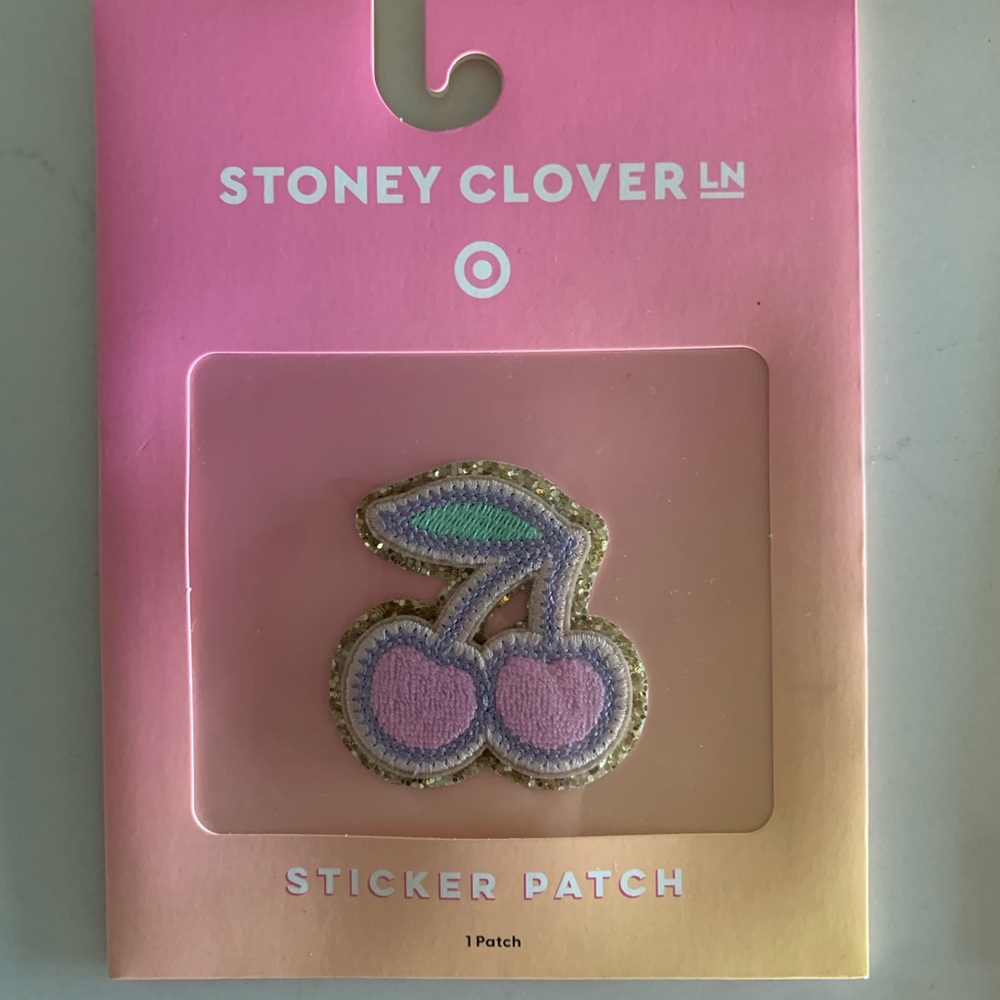 STONEY CLOVER LN
STICKER PATCH
1 Patch